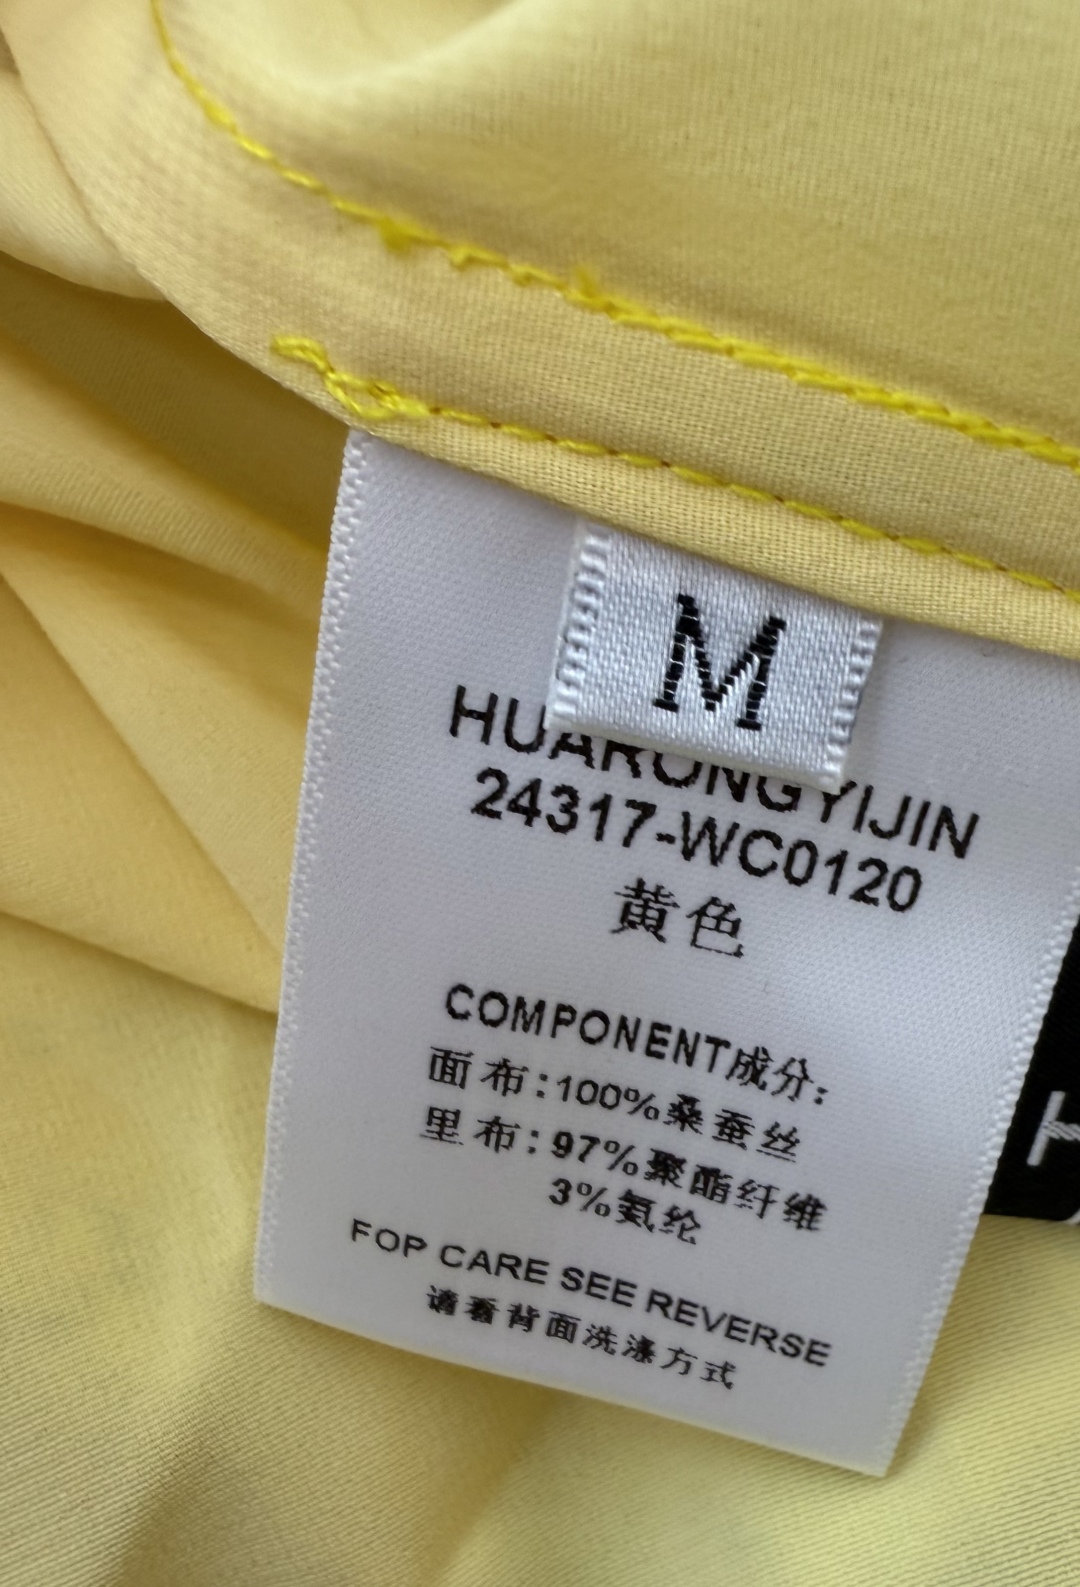 M
HUARONGYIJIN
24317-WC0120
黄色
COMPONENT成分:
面布:100%桑蚕丝
里布:97%聚酯纤维
3%氨纶
FOP CARE SEE REVERSE
请看背面洗涤方式
H